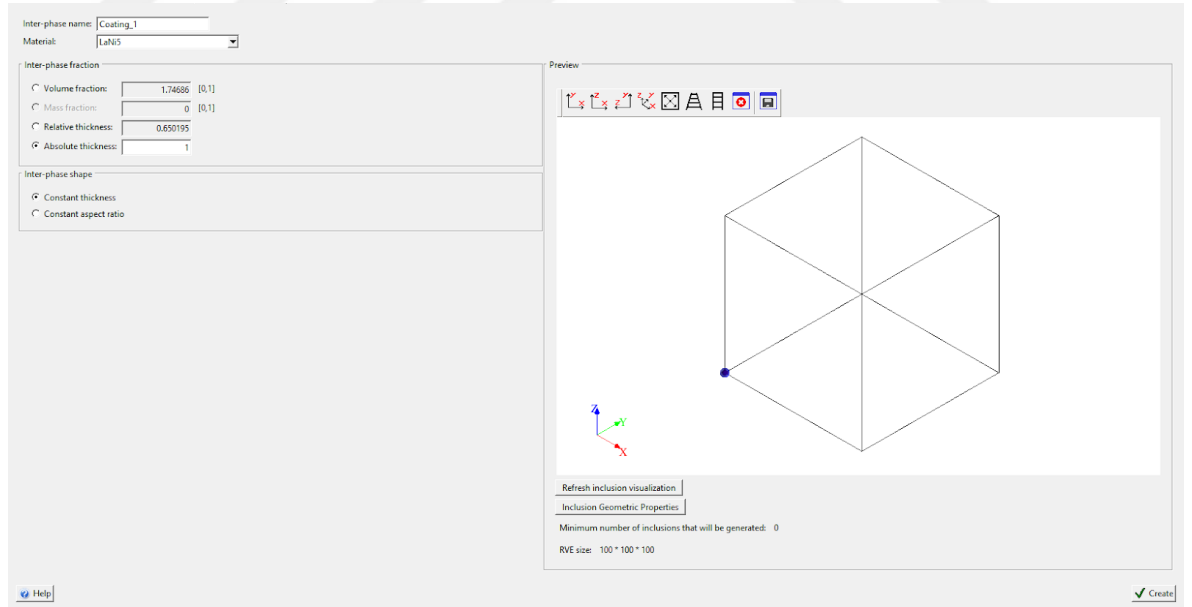 Inter-phase name: Coating_1
Material: LaNi5
Inter-phase fraction
Volume fraction: 1.74686 [0,1]
Mass fraction: 0 [0,1]
Relative thickness: 0.650195
Absolute thickness: 1
Inter-phase shape
Constant thickness
Constant aspect ratio
Preview
Y X Z X Z Y Z Y X
Z
Y
X
Refresh inclusion visualization
Inclusion Geometric Properties
Minimum number of inclusions that will be generated: 0
RVE size: 100 * 100 * 100
Help
Create